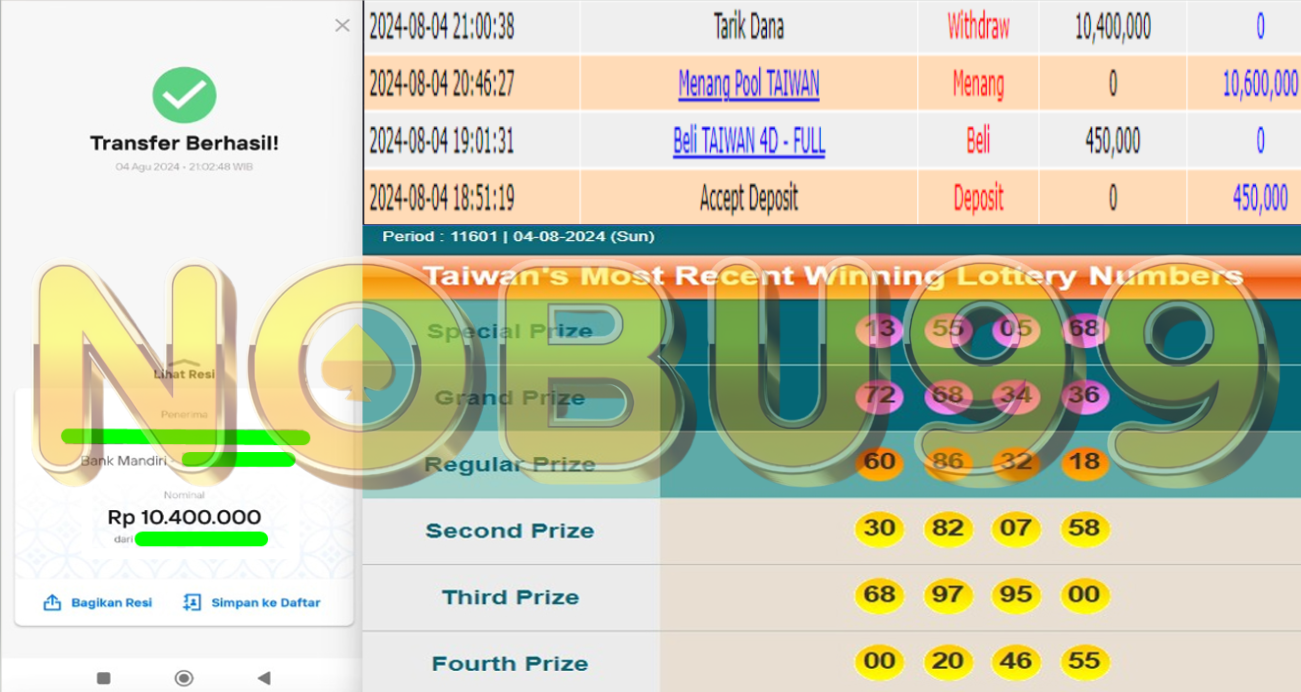 Transfer Berhasil!
04 Agu 2024 • 21:02:48 WIB
Lihat Resi
Penerima
Bank Mandiri -
Nominal
Rp 10.400.000
dari
Bagikan Resi
Simpan ke Daftar
2024-08-04 21:00:38 Tarik Dana Withdraw 10,400,000 0
2024-08-04 20:46:27 Menang Pool TAIWAN Menang 0 10,600,000
2024-08-04 19:01:31 Beli TAIWAN 4D - FULL Beli 450,000 0
2024-08-04 18:51:19 Accept Deposit Deposit 0 450,000
Period : 11601 | 04-08-2024 (Sun)
Taiwan's Most Recent Winning Lottery Numbers
Special Prize 13 55 05 68
Grand Prize 72 68 34 36
Regular Prize 60 86 32 18
Second Prize 30 82 07 58
Third Prize 68 97 95 00
Fourth Prize 00 20 46 55
NOBU99